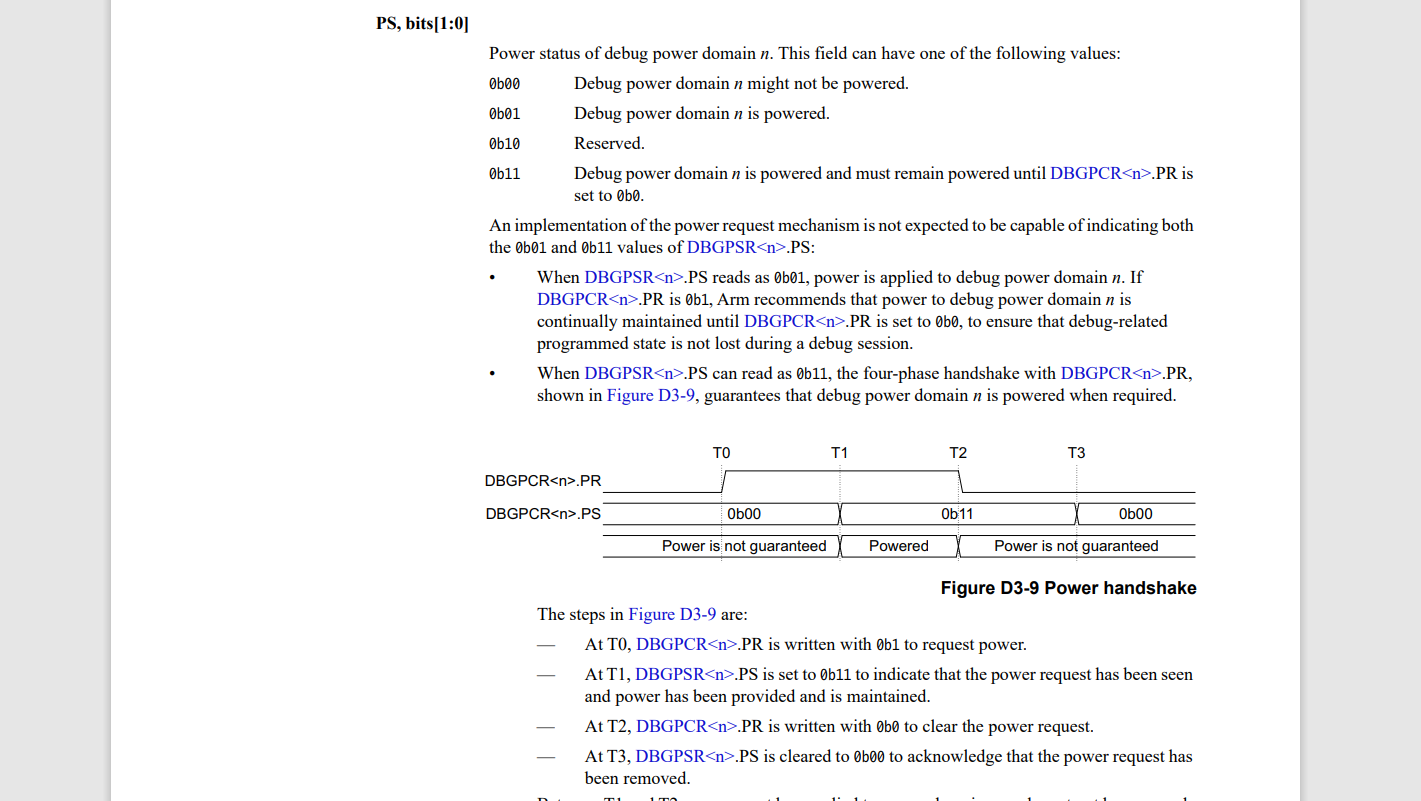 PS, bits[1:0]
Power status of debug power domain n. This field can have one of the following values:
0b00 Debug power domain n might not be powered.
0b01 Debug power domain n is powered.
0b10 Reserved.
0b11 Debug power domain n is powered and must remain powered until DBGPCR<n>.PR is
set to 0b0.
An implementation of the power request mechanism is not expected to be capable of indicating both
the 0b01 and 0b11 values of DBGPSR<n>.PS:
• When DBGPSR<n>.PS reads as 0b01, power is applied to debug power domain n. If
DBGPCR<n>.PR is 0b1, Arm recommends that power to debug power domain n is
continually maintained until DBGPCR<n>.PR is set to 0b0, to ensure that debug-related
programmed state is not lost during a debug session.
• When DBGPSR<n>.PS can read as 0b11, the four-phase handshake with DBGPCR<n>.PR,
shown in Figure D3-9, guarantees that debug power domain n is powered when required.
T0 T1 T2 T3
DBGPCR<n>.PR
DBGPCR<n>.PS 0b00 0b11 0b00
Power is not guaranteed Powered Power is not guaranteed
Figure D3-9 Power handshake
The steps in Figure D3-9 are:
— At T0, DBGPCR<n>.PR is written with 0b1 to request power.
— At T1, DBGPSR<n>.PS is set to 0b11 to indicate that the power request has been seen
and power has been provided and is maintained.
— At T2, DBGPCR<n>.PR is written with 0b0 to clear the power request.
— At T3, DBGPSR<n>.PS is cleared to 0b00 to acknowledge that the power request has
been removed.